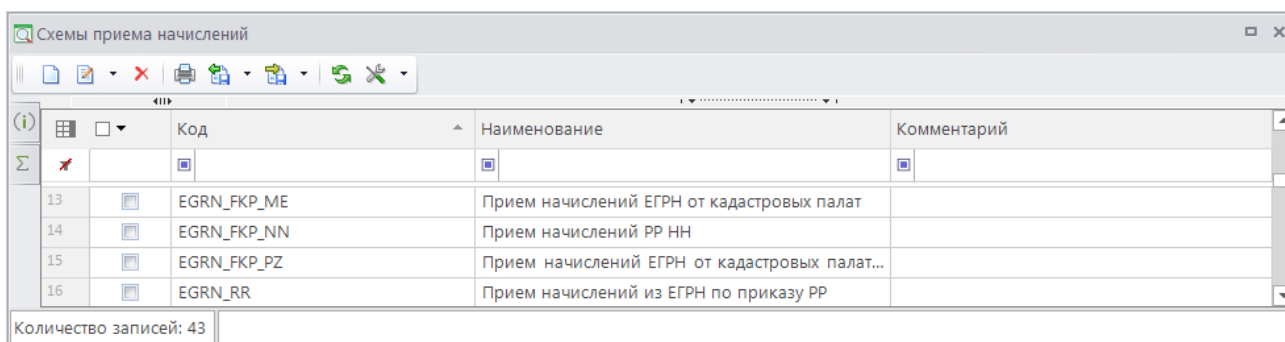 Схемы приема начислений
Код Наименование Комментарий
13 EGRN_FKP_ME Прием начислений ЕГРН от кадастровых палат
14 EGRN_FKP_NN Прием начислений РР НН
15 EGRN_FKP_PZ Прием начислений ЕГРН от кадастровых палат...
16 EGRN_RR Прием начислений из ЕГРН по приказу РР
Количество записей: 43